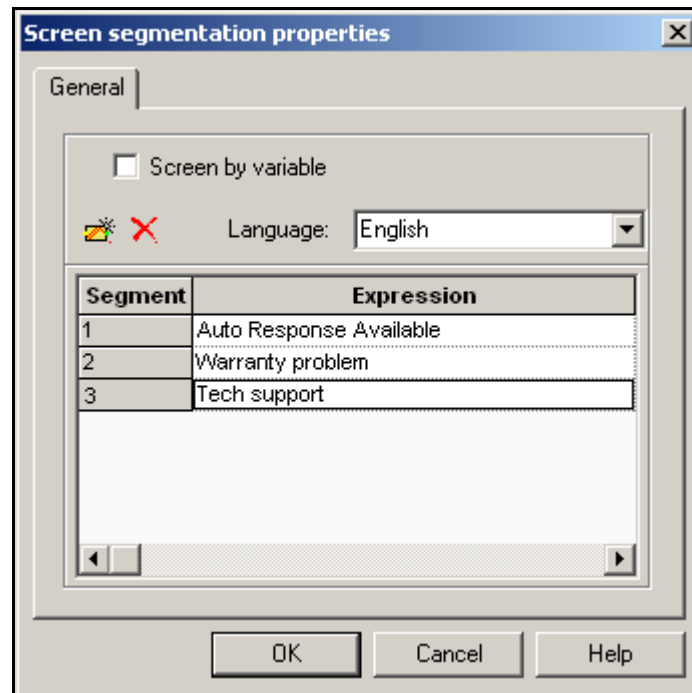 Screen segmentation properties
General
Screen by variable
Language: English
Segment Expression
1 Auto Response Available
2 Warranty problem
3 Tech support
OK Cancel Help